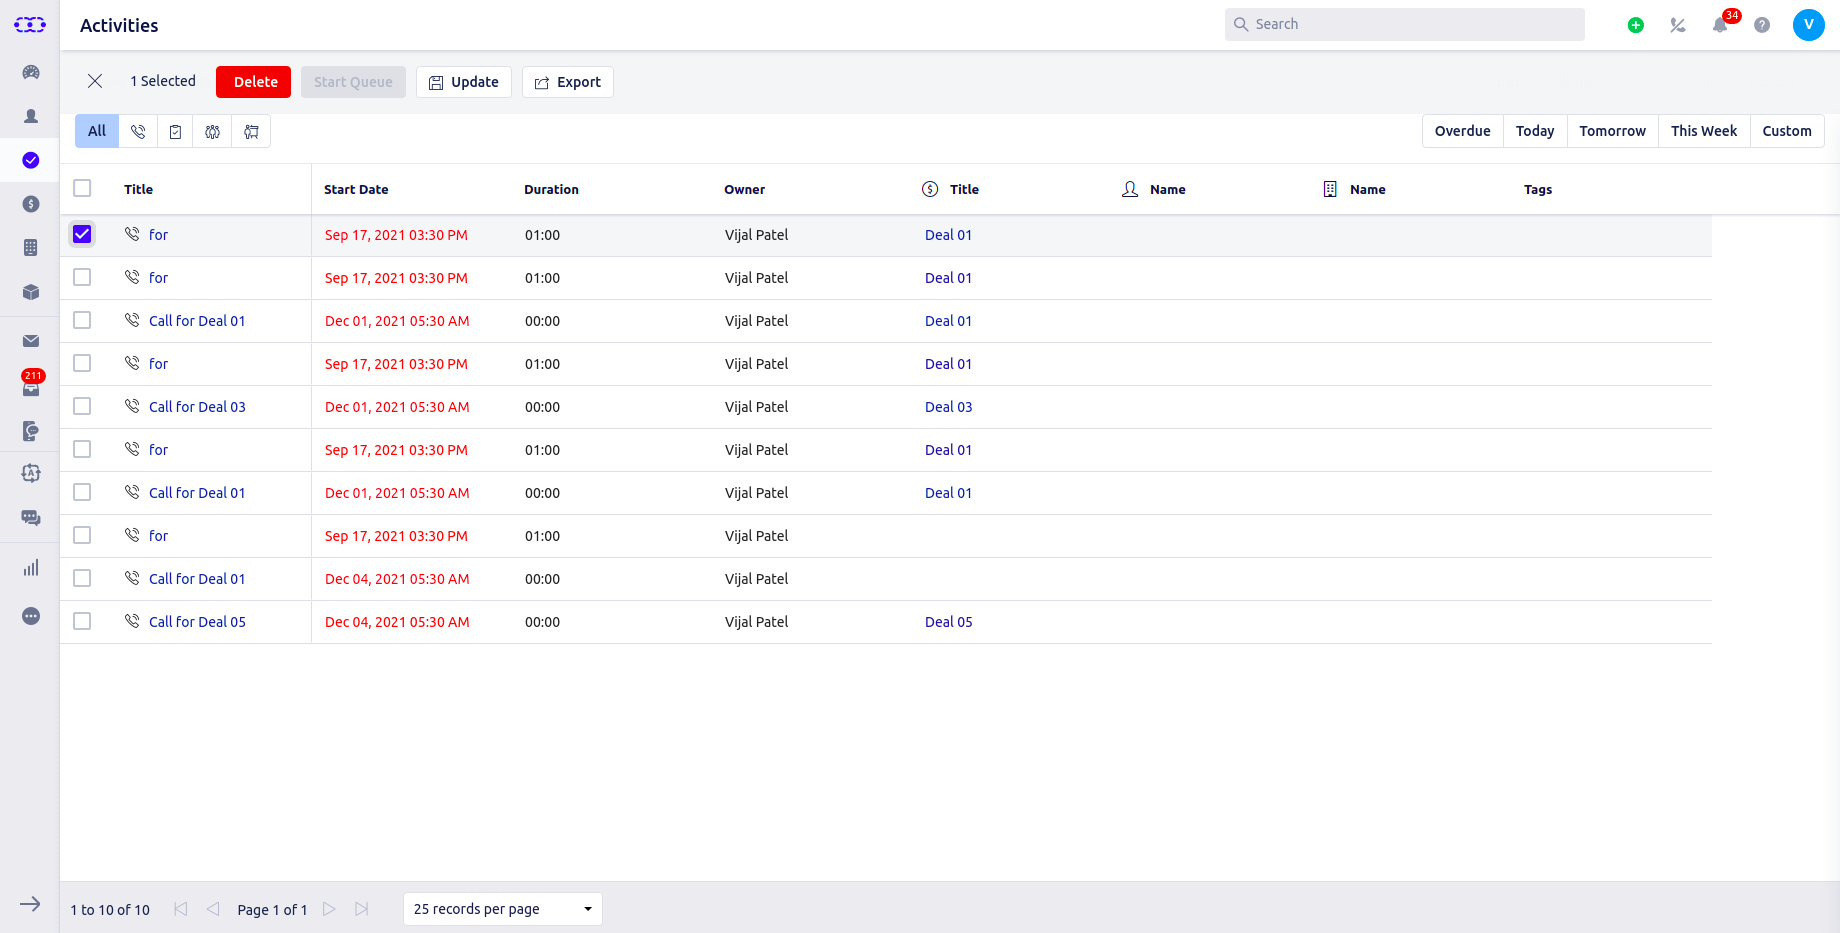 Activities
Search
34
V
1 Selected
Delete
Start Queue
Update
Export
All
Overdue
Today
Tomorrow
This Week
Custom
Title
Start Date
Duration
Owner
$ Title
Name
Name
Tags
for Sep 17, 2021 03:30 PM 01:00 Vijal Patel Deal 01
for Sep 17, 2021 03:30 PM 01:00 Vijal Patel Deal 01
Call for Deal 01 Dec 01, 2021 05:30 AM 00:00 Vijal Patel Deal 01
for Sep 17, 2021 03:30 PM 01:00 Vijal Patel Deal 01
Call for Deal 03 Dec 01, 2021 05:30 AM 00:00 Vijal Patel Deal 03
for Sep 17, 2021 03:30 PM 01:00 Vijal Patel Deal 01
Call for Deal 01 Dec 01, 2021 05:30 AM 00:00 Vijal Patel Deal 01
for Sep 17, 2021 03:30 PM 01:00 Vijal Patel
Call for Deal 01 Dec 04, 2021 05:30 AM 00:00 Vijal Patel
Call for Deal 05 Dec 04, 2021 05:30 AM 00:00 Vijal Patel Deal 05
211
1 to 10 of 10
Page 1 of 1
25 records per page